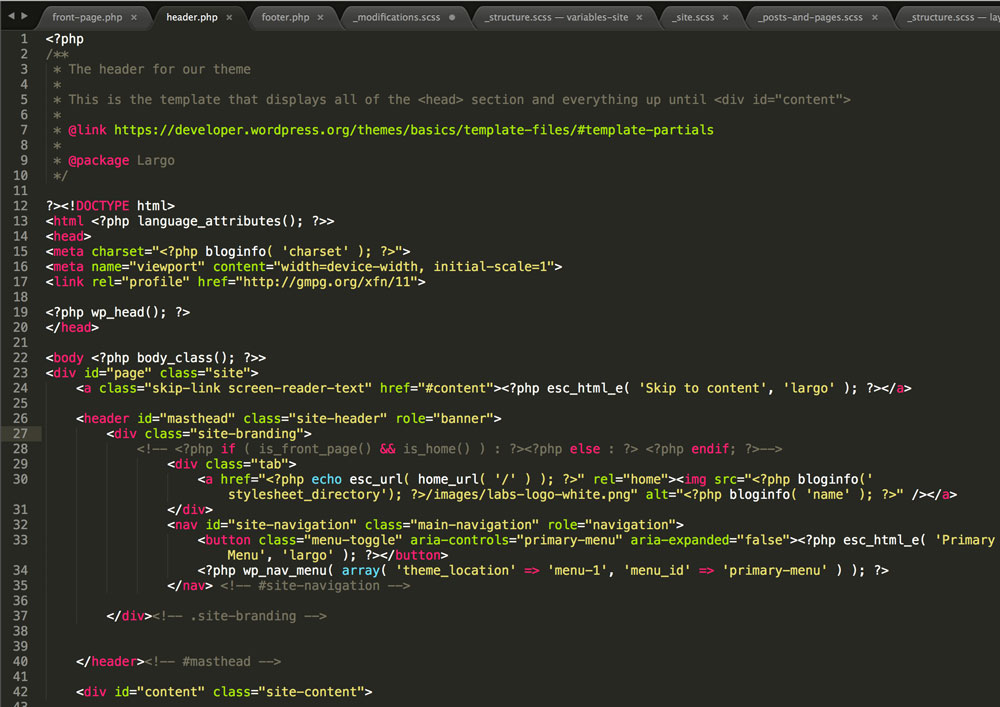 front-page.php ×
header.php ×
footer.php ×
_modifications.scss ●
_structure.scss — variables-site ×
_site.scss ×
_posts-and-pages.scss ×
_structure.scss — lay
1 <?php
2 /**
3  * The header for our theme
4  *
5  * This is the template that displays all of the <head> section and everything up until <div id="content">
6  *
7  * @link https://developer.wordpress.org/themes/basics/template-files/#template-partials
8  *
9  * @package Largo
10  */
11
12 ?><!DOCTYPE html>
13 <html <?php language_attributes(); ?>>
14 <head>
15 <meta charset="<?php bloginfo( 'charset' ); ?>">
16 <meta name="viewport" content="width=device-width, initial-scale=1">
17 <link rel="profile" href="http://gmpg.org/xfn/11">
18
19 <?php wp_head(); ?>
20 </head>
21
22 <body <?php body_class(); ?>>
23 <div id="page" class="site">
24     <a class="skip-link screen-reader-text" href="#content"><?php esc_html_e( 'Skip to content', 'largo' ); ?></a>
25
26     <header id="masthead" class="site-header" role="banner">
27         <div class="site-branding">
28             <!-- <?php if ( is_front_page() && is_home() ) : ?><?php else : ?> <?php endif; ?>-->
29                 <div class="tab">
30                     <a href="<?php echo esc_url( home_url( '/' ) ); ?>" rel="home"><img src="<?php bloginfo('
stylesheet_directory'); ?>/images/labs-logo-white.png" alt="<?php bloginfo( 'name' ); ?>" /></a>
31                 </div>
32                 <nav id="site-navigation" class="main-navigation" role="navigation">
33                     <button class="menu-toggle" aria-controls="primary-menu" aria-expanded="false"><?php esc_html_e( 'Primary
Menu', 'largo' ); ?></button>
34                     <?php wp_nav_menu( array( 'theme_location' => 'menu-1', 'menu_id' => 'primary-menu' ) ); ?>
35                 </nav> <!-- #site-navigation -->
36
37         </div><!-- .site-branding -->
38
39
40     </header><!-- #masthead -->
41
42     <div id="content" class="site-content">
43